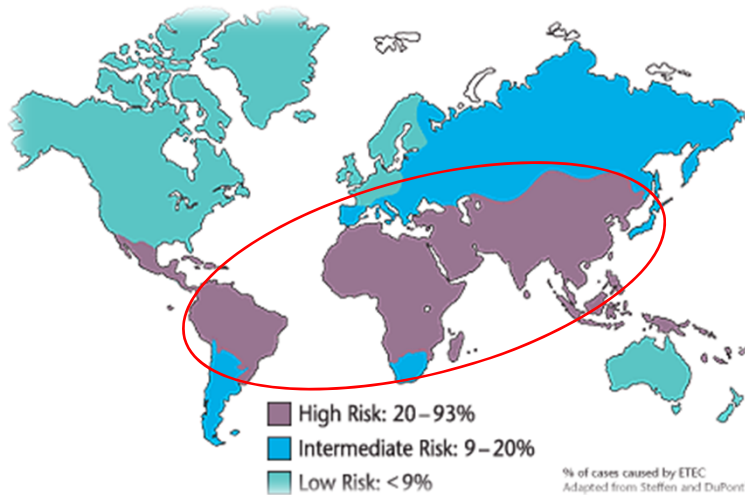 High Risk: 20–93%
Intermediate Risk: 9–20%
Low Risk: <9%
% of cases caused by ETEC
Adapted from Steffen and DuPont